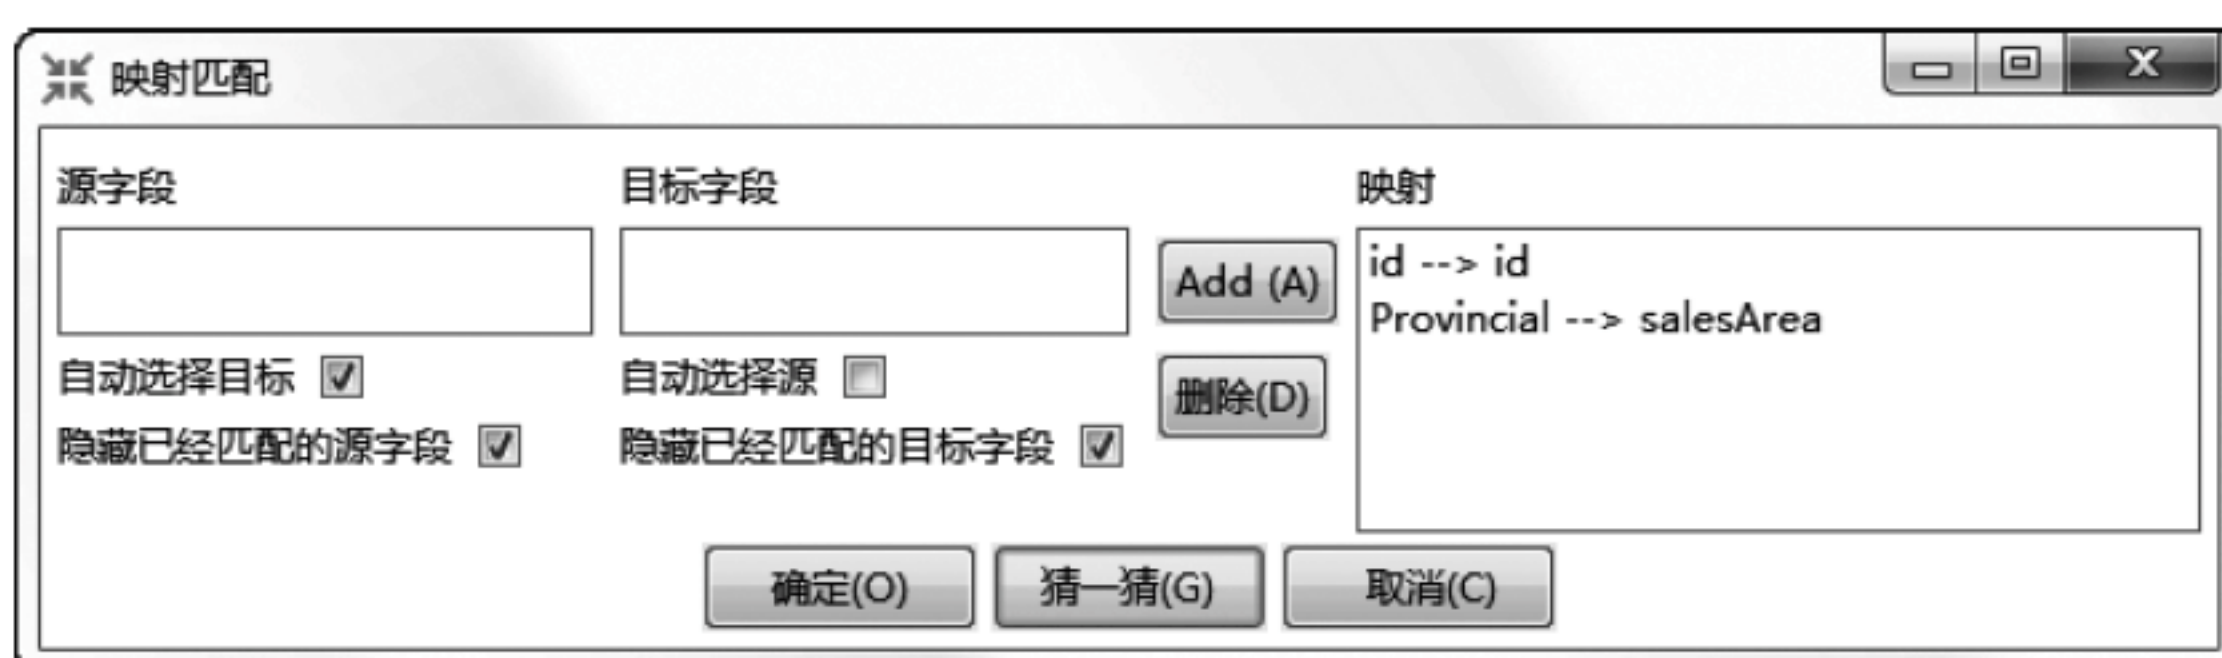 映射匹配
源字段
目标字段
映射
id --> id
Provincial --> salesArea
Add (A)
删除(D)
自动选择目标
自动选择源
隐藏已经匹配的源字段
隐藏已经匹配的目标字段
确定(O)
猜一猜(G)
取消(C)